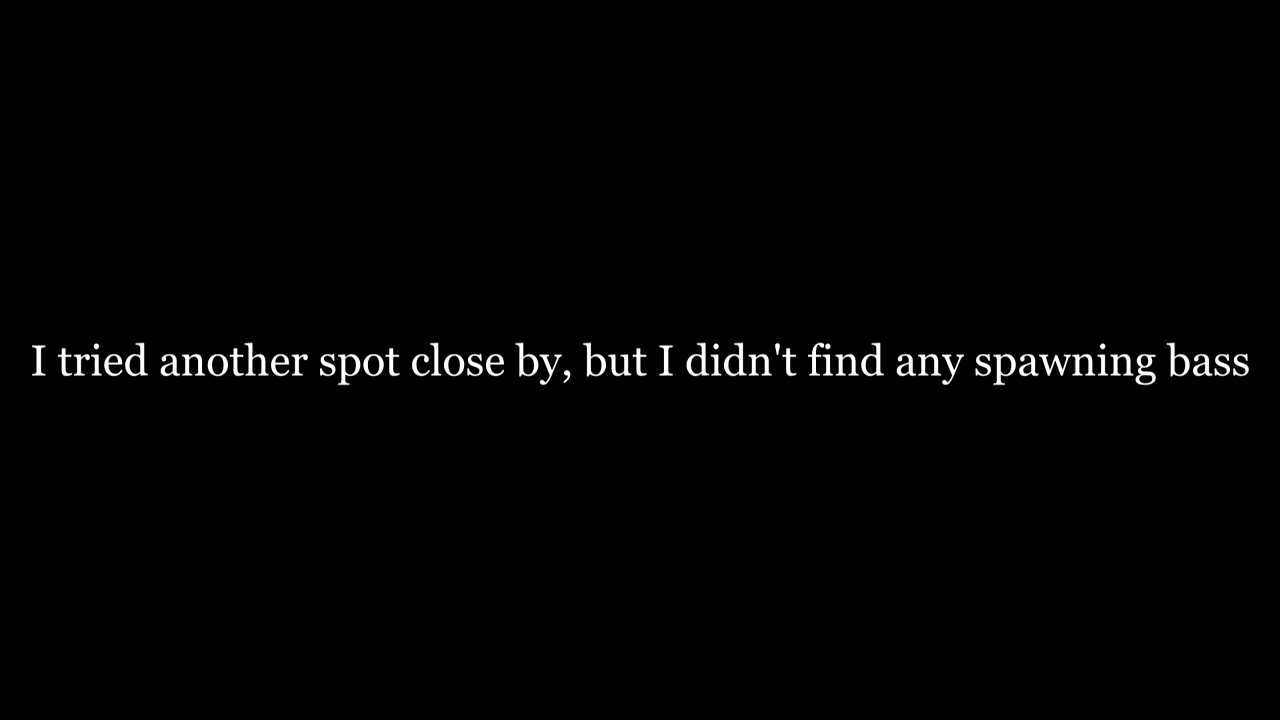 I tried another spot close by, but I didn't find any spawning bass